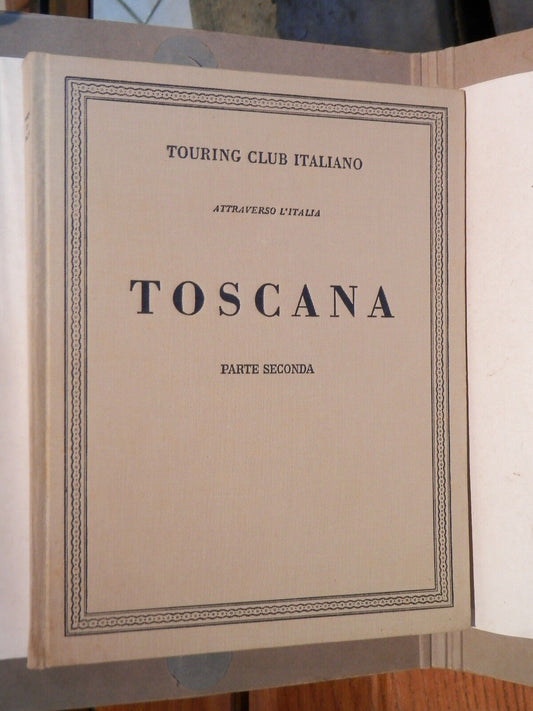 TOURING CLUB ITALIANO
ATTRAVERSO L'ITALIA
TOSCANA
PARTE SECONDA